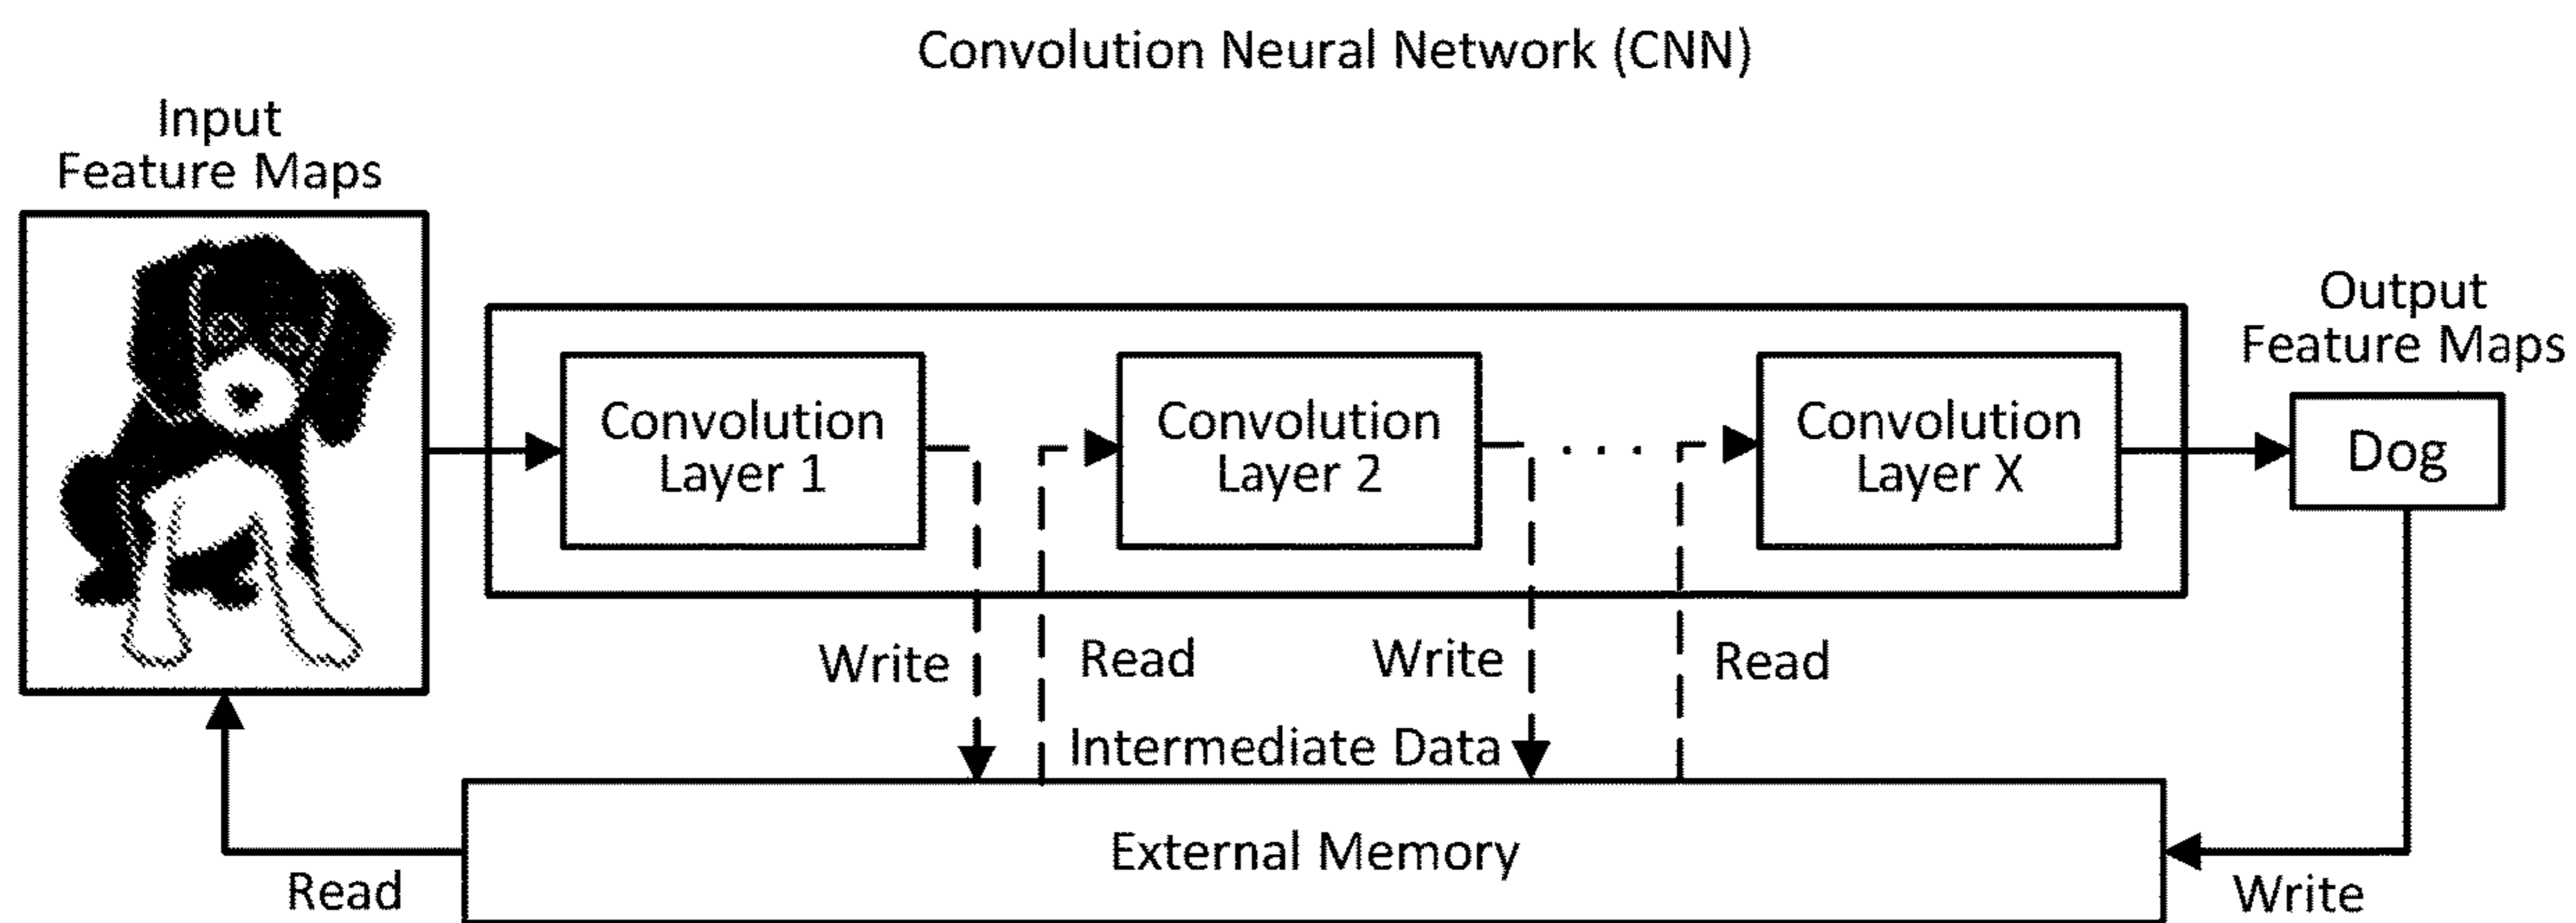 Convolution Neural Network (CNN)
Input
Feature Maps
Output
Feature Maps
Convolution
Layer 1
Convolution
Layer 2
. . .
Convolution
Layer X
Dog
Write
Read
Write
Read
Intermediate Data
External Memory
Read
Write